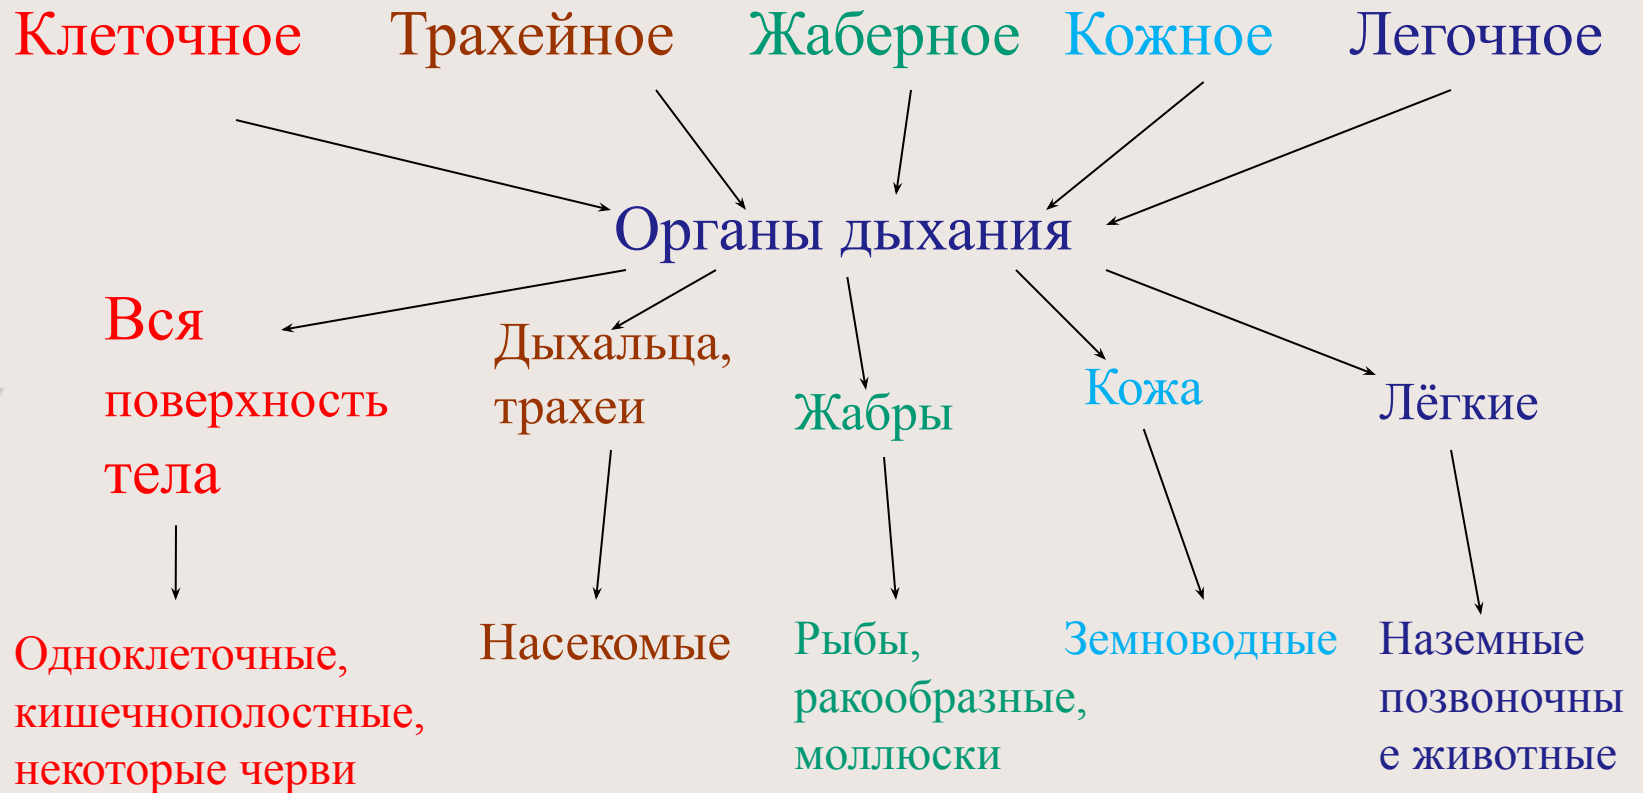 Клеточное
Трахейное
Жаберное
Кожное
Легочное
Органы дыхания
Вся
поверхность
тела
Дыхальца,
трахеи
Жабры
Кожа
Лёгкие
Одноклеточные,
кишечнополостные,
некоторые черви
Насекомые
Рыбы,
ракообразные,
моллюски
Земноводные
Наземные
позвоночны
е животные